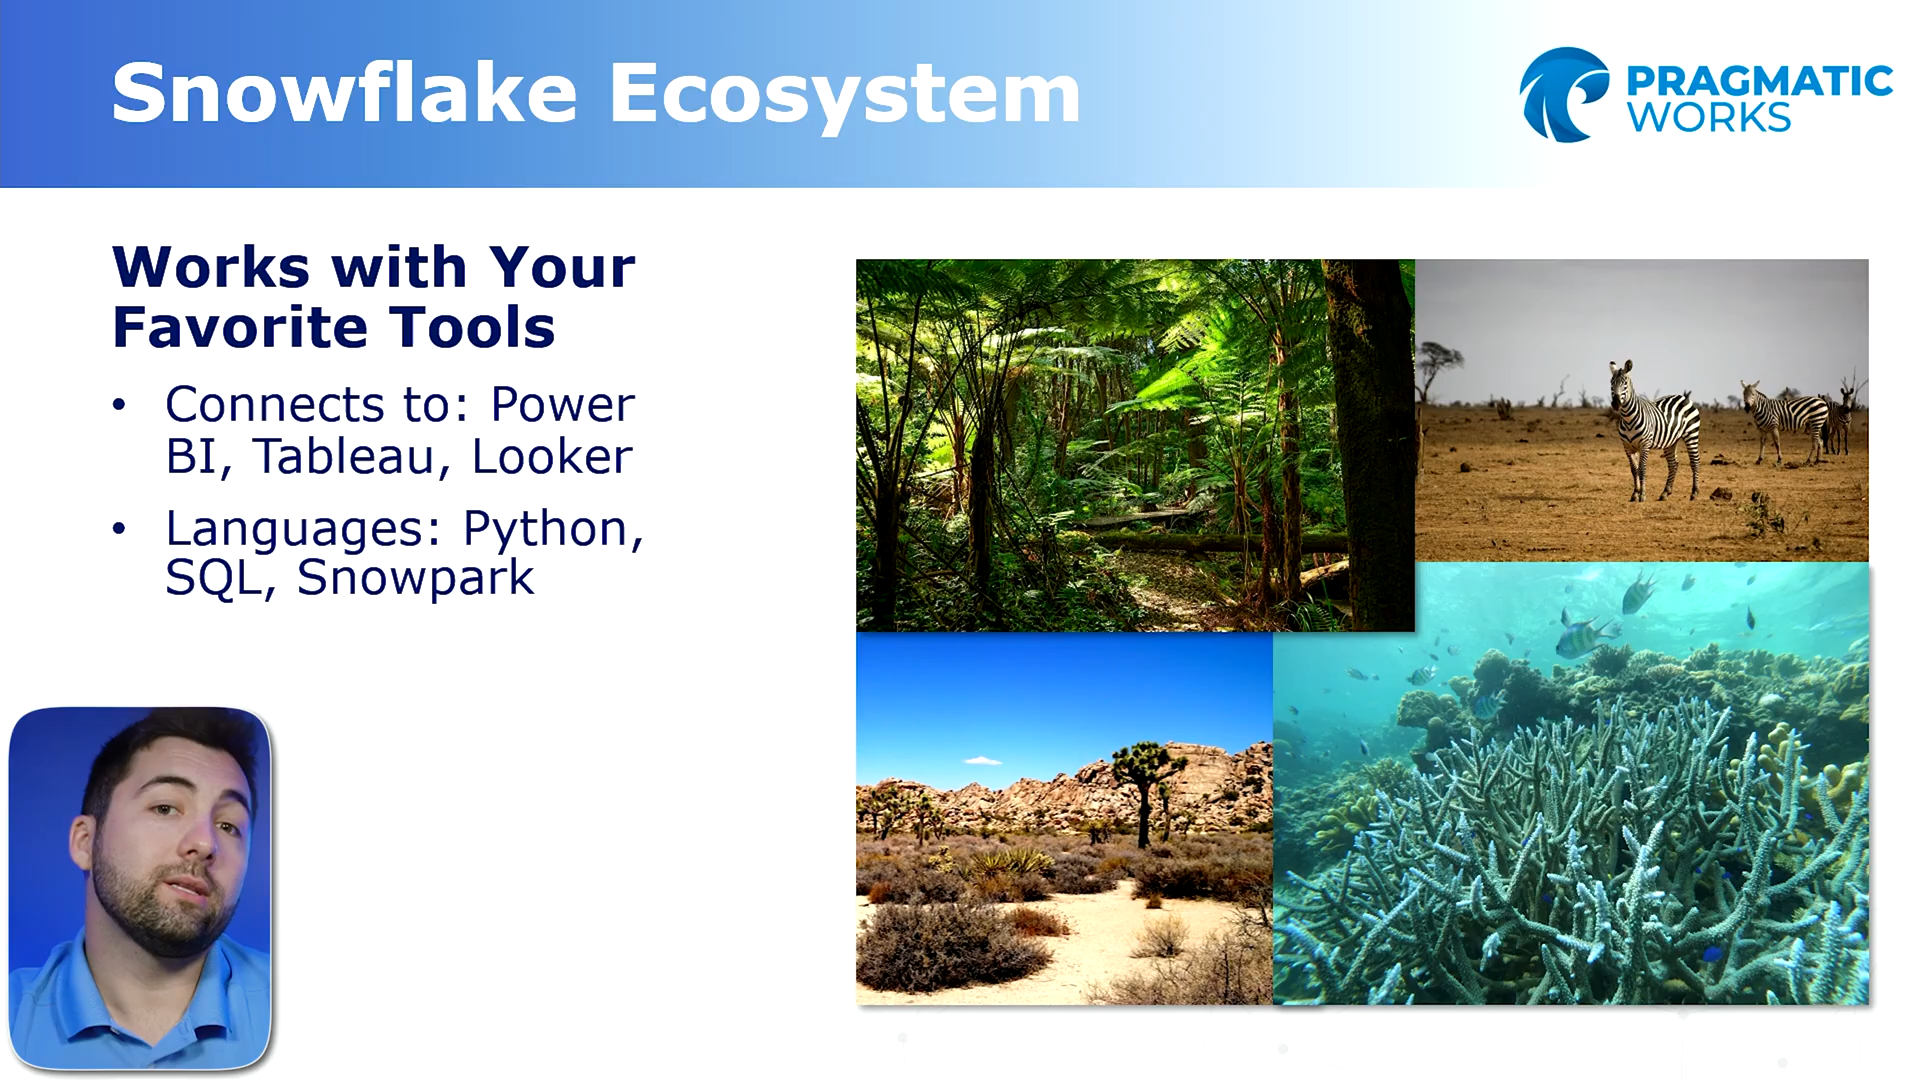 Snowflake Ecosystem
PRAGMATIC
WORKS
Works with Your
Favorite Tools
• Connects to: Power
BI, Tableau, Looker
• Languages: Python,
SQL, Snowpark